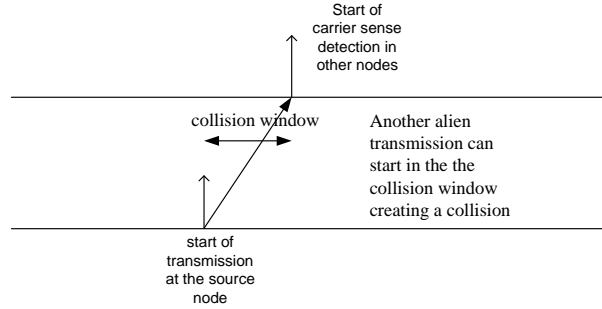 Start of
carrier sense
detection in
other nodes
collision window
Another alien
transmission can
start in the the
collision window
creating a collision
start of
transmission
at the source
node